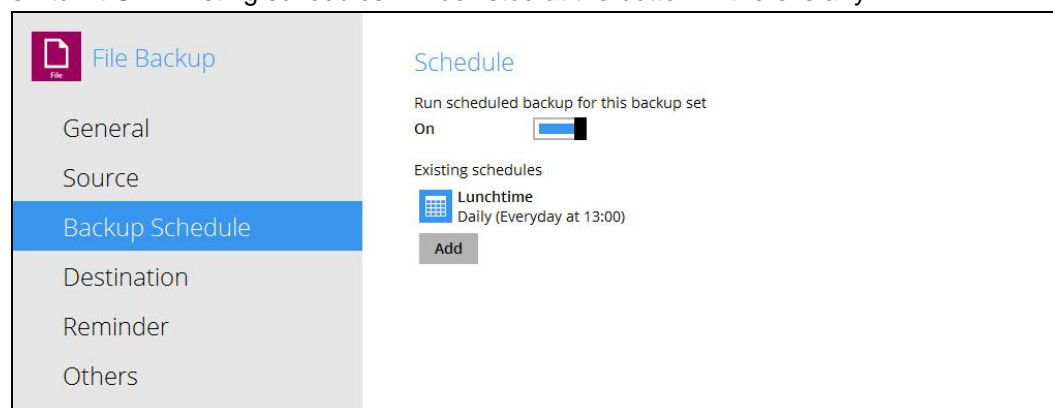 File Backup
File
General
Source
Backup Schedule
Destination
Reminder
Others
Schedule
Run scheduled backup for this backup set
On
Existing schedules
Lunchtime
Daily (Everyday at 13:00)
Add